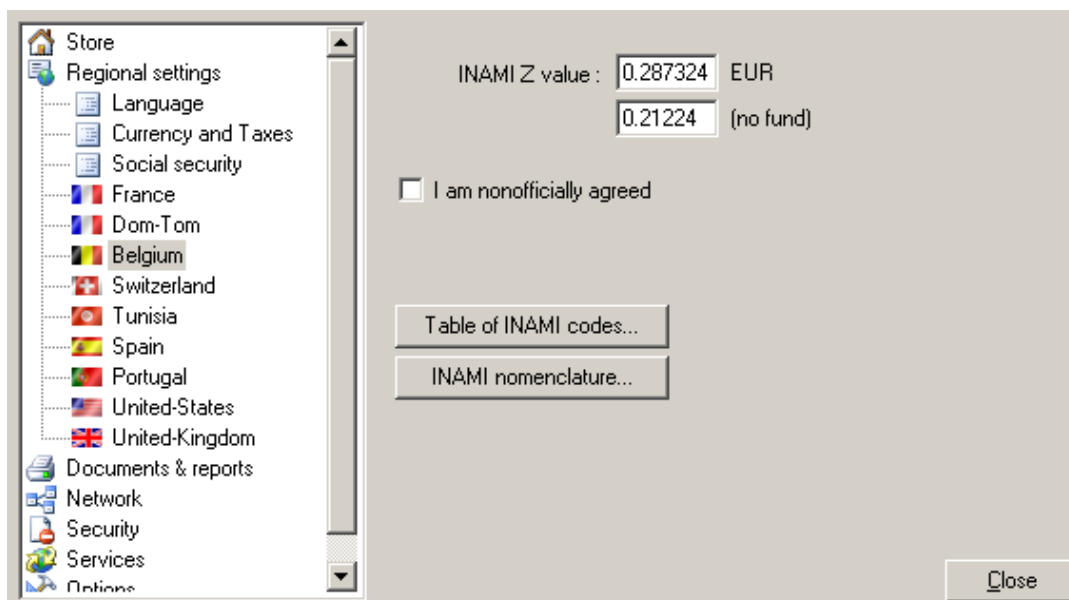 Store
Regional settings
Language
Currency and Taxes
Social security
France
Dom-Tom
Belgium
Switzerland
Tunisia
Spain
Portugal
United-States
United-Kingdom
Documents & reports
Network
Security
Services
Options
INAMI Z value : 0.287324 EUR
0.21224 (no fund)
I am nonofficially agreed
Table of INAMI codes...
INAMI nomenclature...
Close